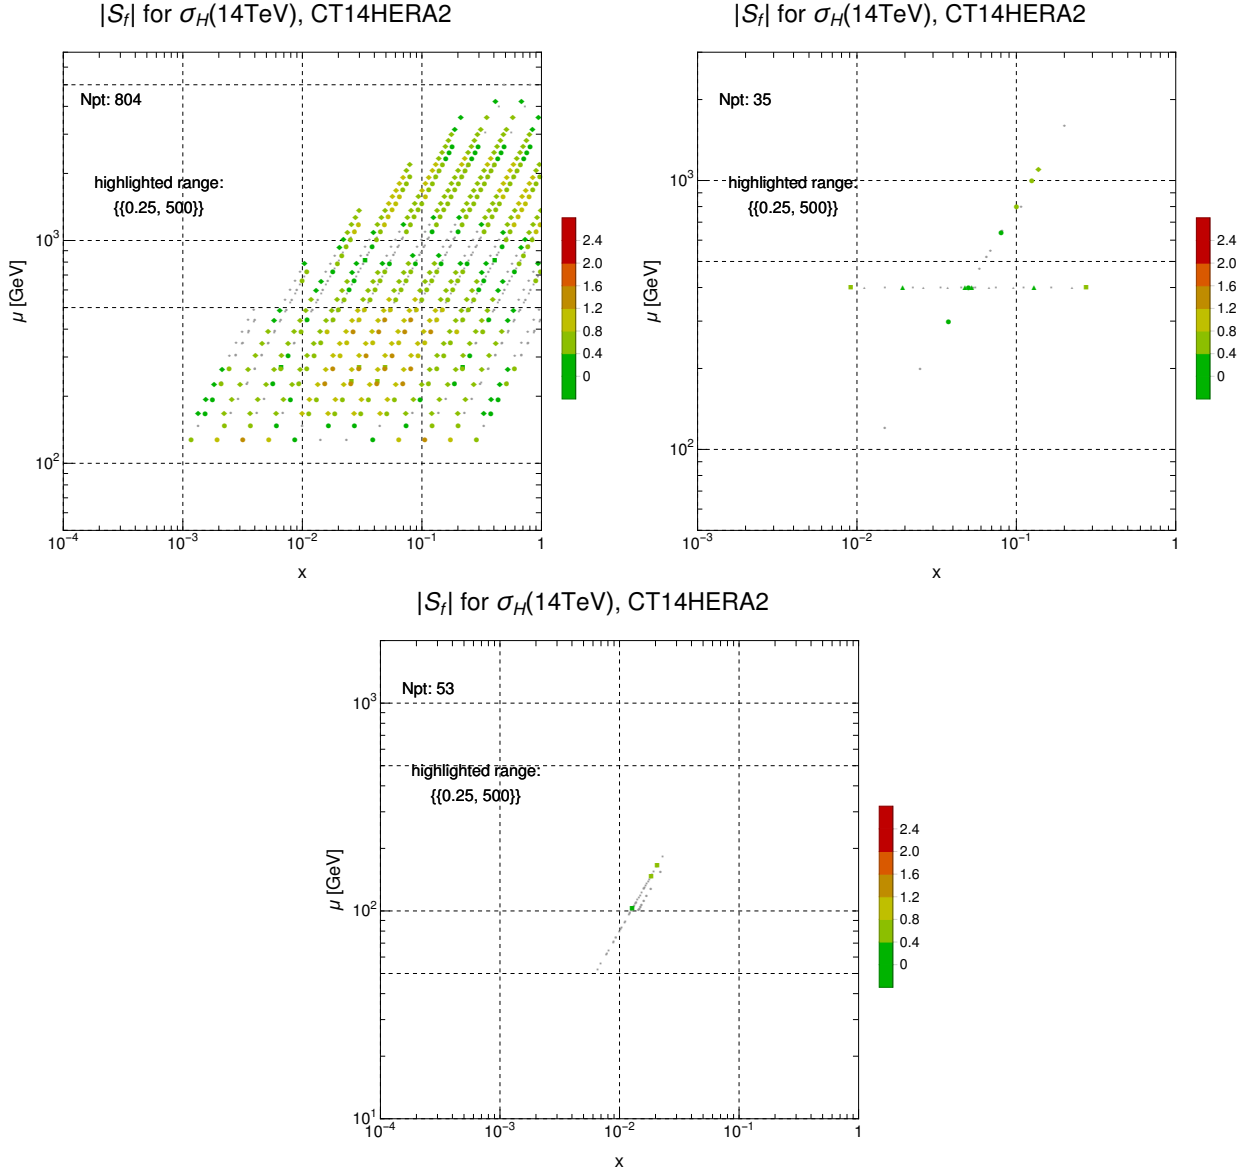 |S_f| for σ_H(14TeV), CT14HERA2
Npt: 804
highlighted range:
{{0.25, 500}}
10^3
10^2
μ [GeV]
10^-4 10^-3 10^-2 10^-1 1
x
2.4
2.0
1.6
1.2
0.8
0.4
0
|S_f| for σ_H(14TeV), CT14HERA2
Npt: 35
highlighted range:
{{0.25, 500}}
10^3
10^2
μ [GeV]
10^-3 10^-2 10^-1 1
x
2.4
2.0
1.6
1.2
0.8
0.4
0
|S_f| for σ_H(14TeV), CT14HERA2
Npt: 53
highlighted range:
{{0.25, 500}}
10^3
10^2
10^1
μ [GeV]
10^-4 10^-3 10^-2 10^-1 1
x
2.4
2.0
1.6
1.2
0.8
0.4
0